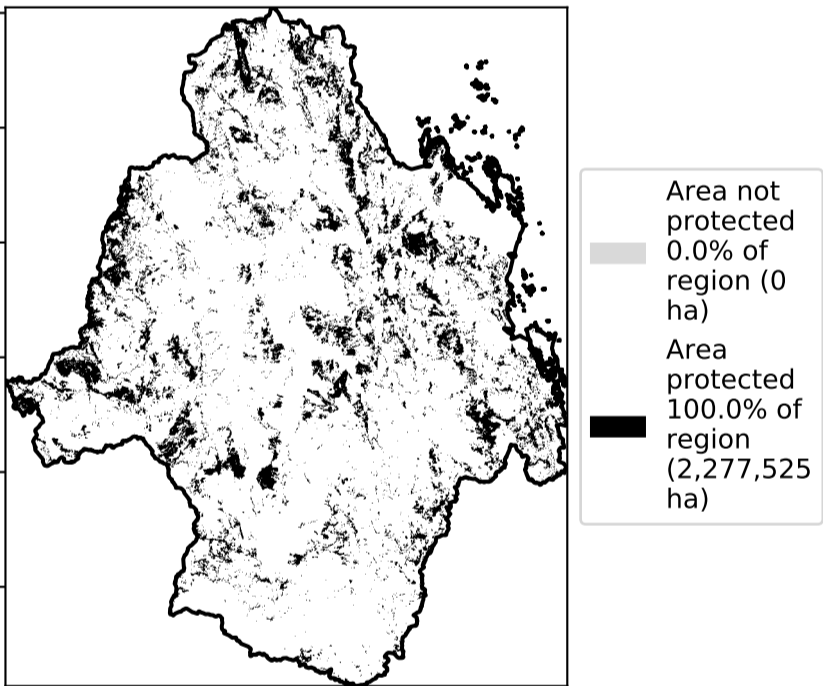 Area not
protected
0.0% of
region (0
ha)
Area
protected
100.0% of
region
(2,277,525
ha)